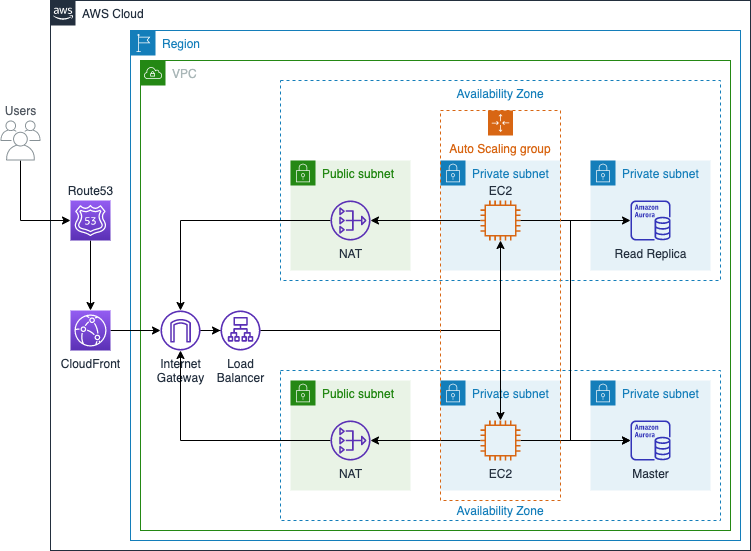 aws
AWS Cloud
Region
VPC
Availability Zone
Users
Auto Scaling group
Public subnet
Private subnet
Private subnet
EC2
Route53
53
Amazon
Aurora
NAT
Read Replica
CloudFront
Internet
Gateway
Load
Balancer
Public subnet
Private subnet
Private subnet
Amazon
Aurora
NAT
EC2
Master
Availability Zone